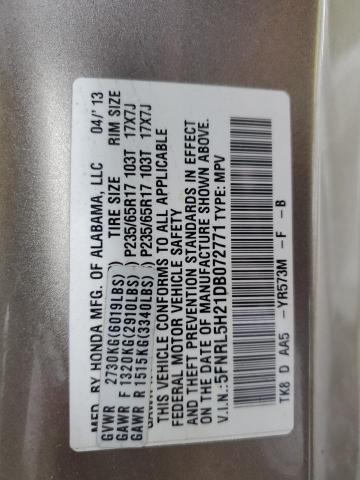 MFD. BY HONDA MFG. OF ALABAMA, LLC 04/'13
GVWR 2730KG(6019LBS) TIRE SIZE RIM SIZE
GAWR F 1320KG(2910LBS) P235/65R17 103T 17X7J
GAWR R 1515KG(3340LBS) P235/65R17 103T 17X7J
THIS VEHICLE CONFORMS TO ALL APPLICABLE
FEDERAL MOTOR VEHICLE SAFETY
AND THEFT PREVENTION STANDARDS IN EFFECT
ON THE DATE OF MANUFACTURE SHOWN ABOVE.
V.I.N.:5FNRL5H21DB072771 TYPE: MPV
TK8 D AA5 -YR573M -F -B